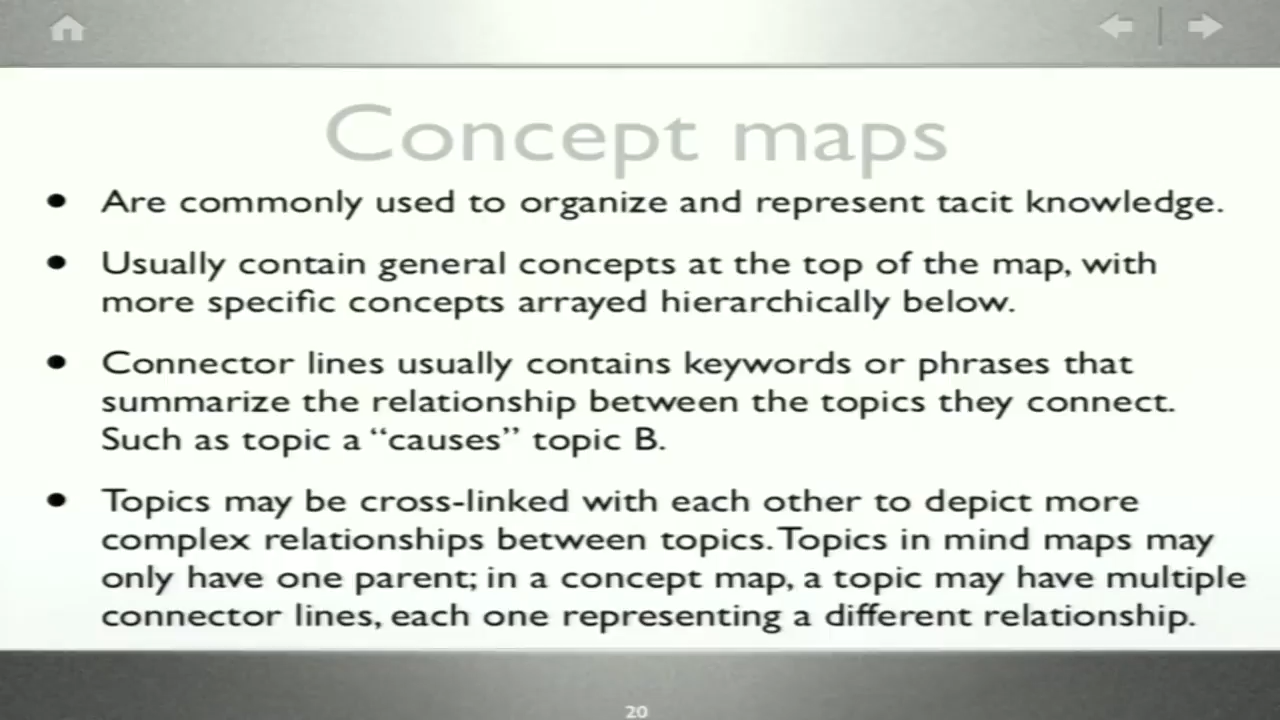 Concept maps
• Are commonly used to organize and represent tacit knowledge.
• Usually contain general concepts at the top of the map, with
more specific concepts arrayed hierarchically below.
• Connector lines usually contains keywords or phrases that
summarize the relationship between the topics they connect.
Such as topic a “causes” topic B.
• Topics may be cross-linked with each other to depict more
complex relationships between topics. Topics in mind maps may
only have one parent; in a concept map, a topic may have multiple
connector lines, each one representing a different relationship.
20